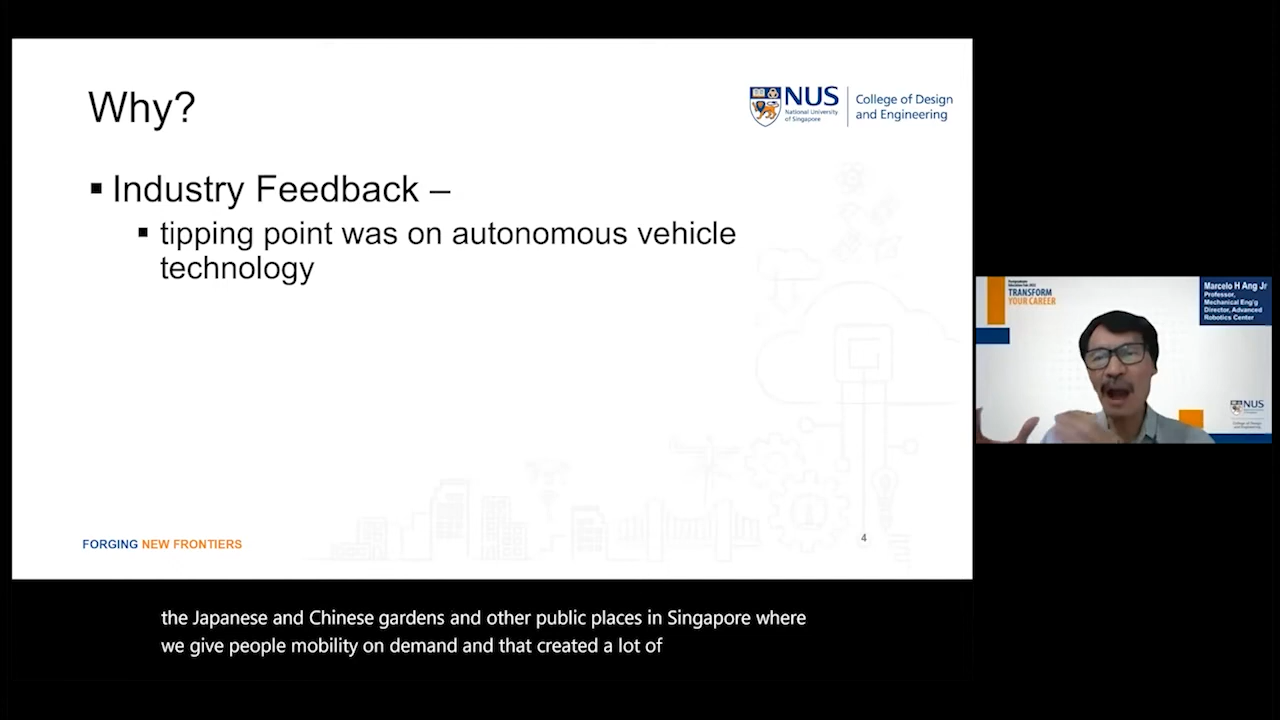 Why?
NUS
National University
of Singapore
College of Design
and Engineering
▪ Industry Feedback –
▪ tipping point was on autonomous vehicle
technology
FORGING NEW FRONTIERS
4
TRANSFORM
YOUR CAREER
Marcelo H Ang Jr
Professor,
Mechanical Eng'g
Director, Advanced
Robotics Center
NUS
the Japanese and Chinese gardens and other public places in Singapore where
we give people mobility on demand and that created a lot of